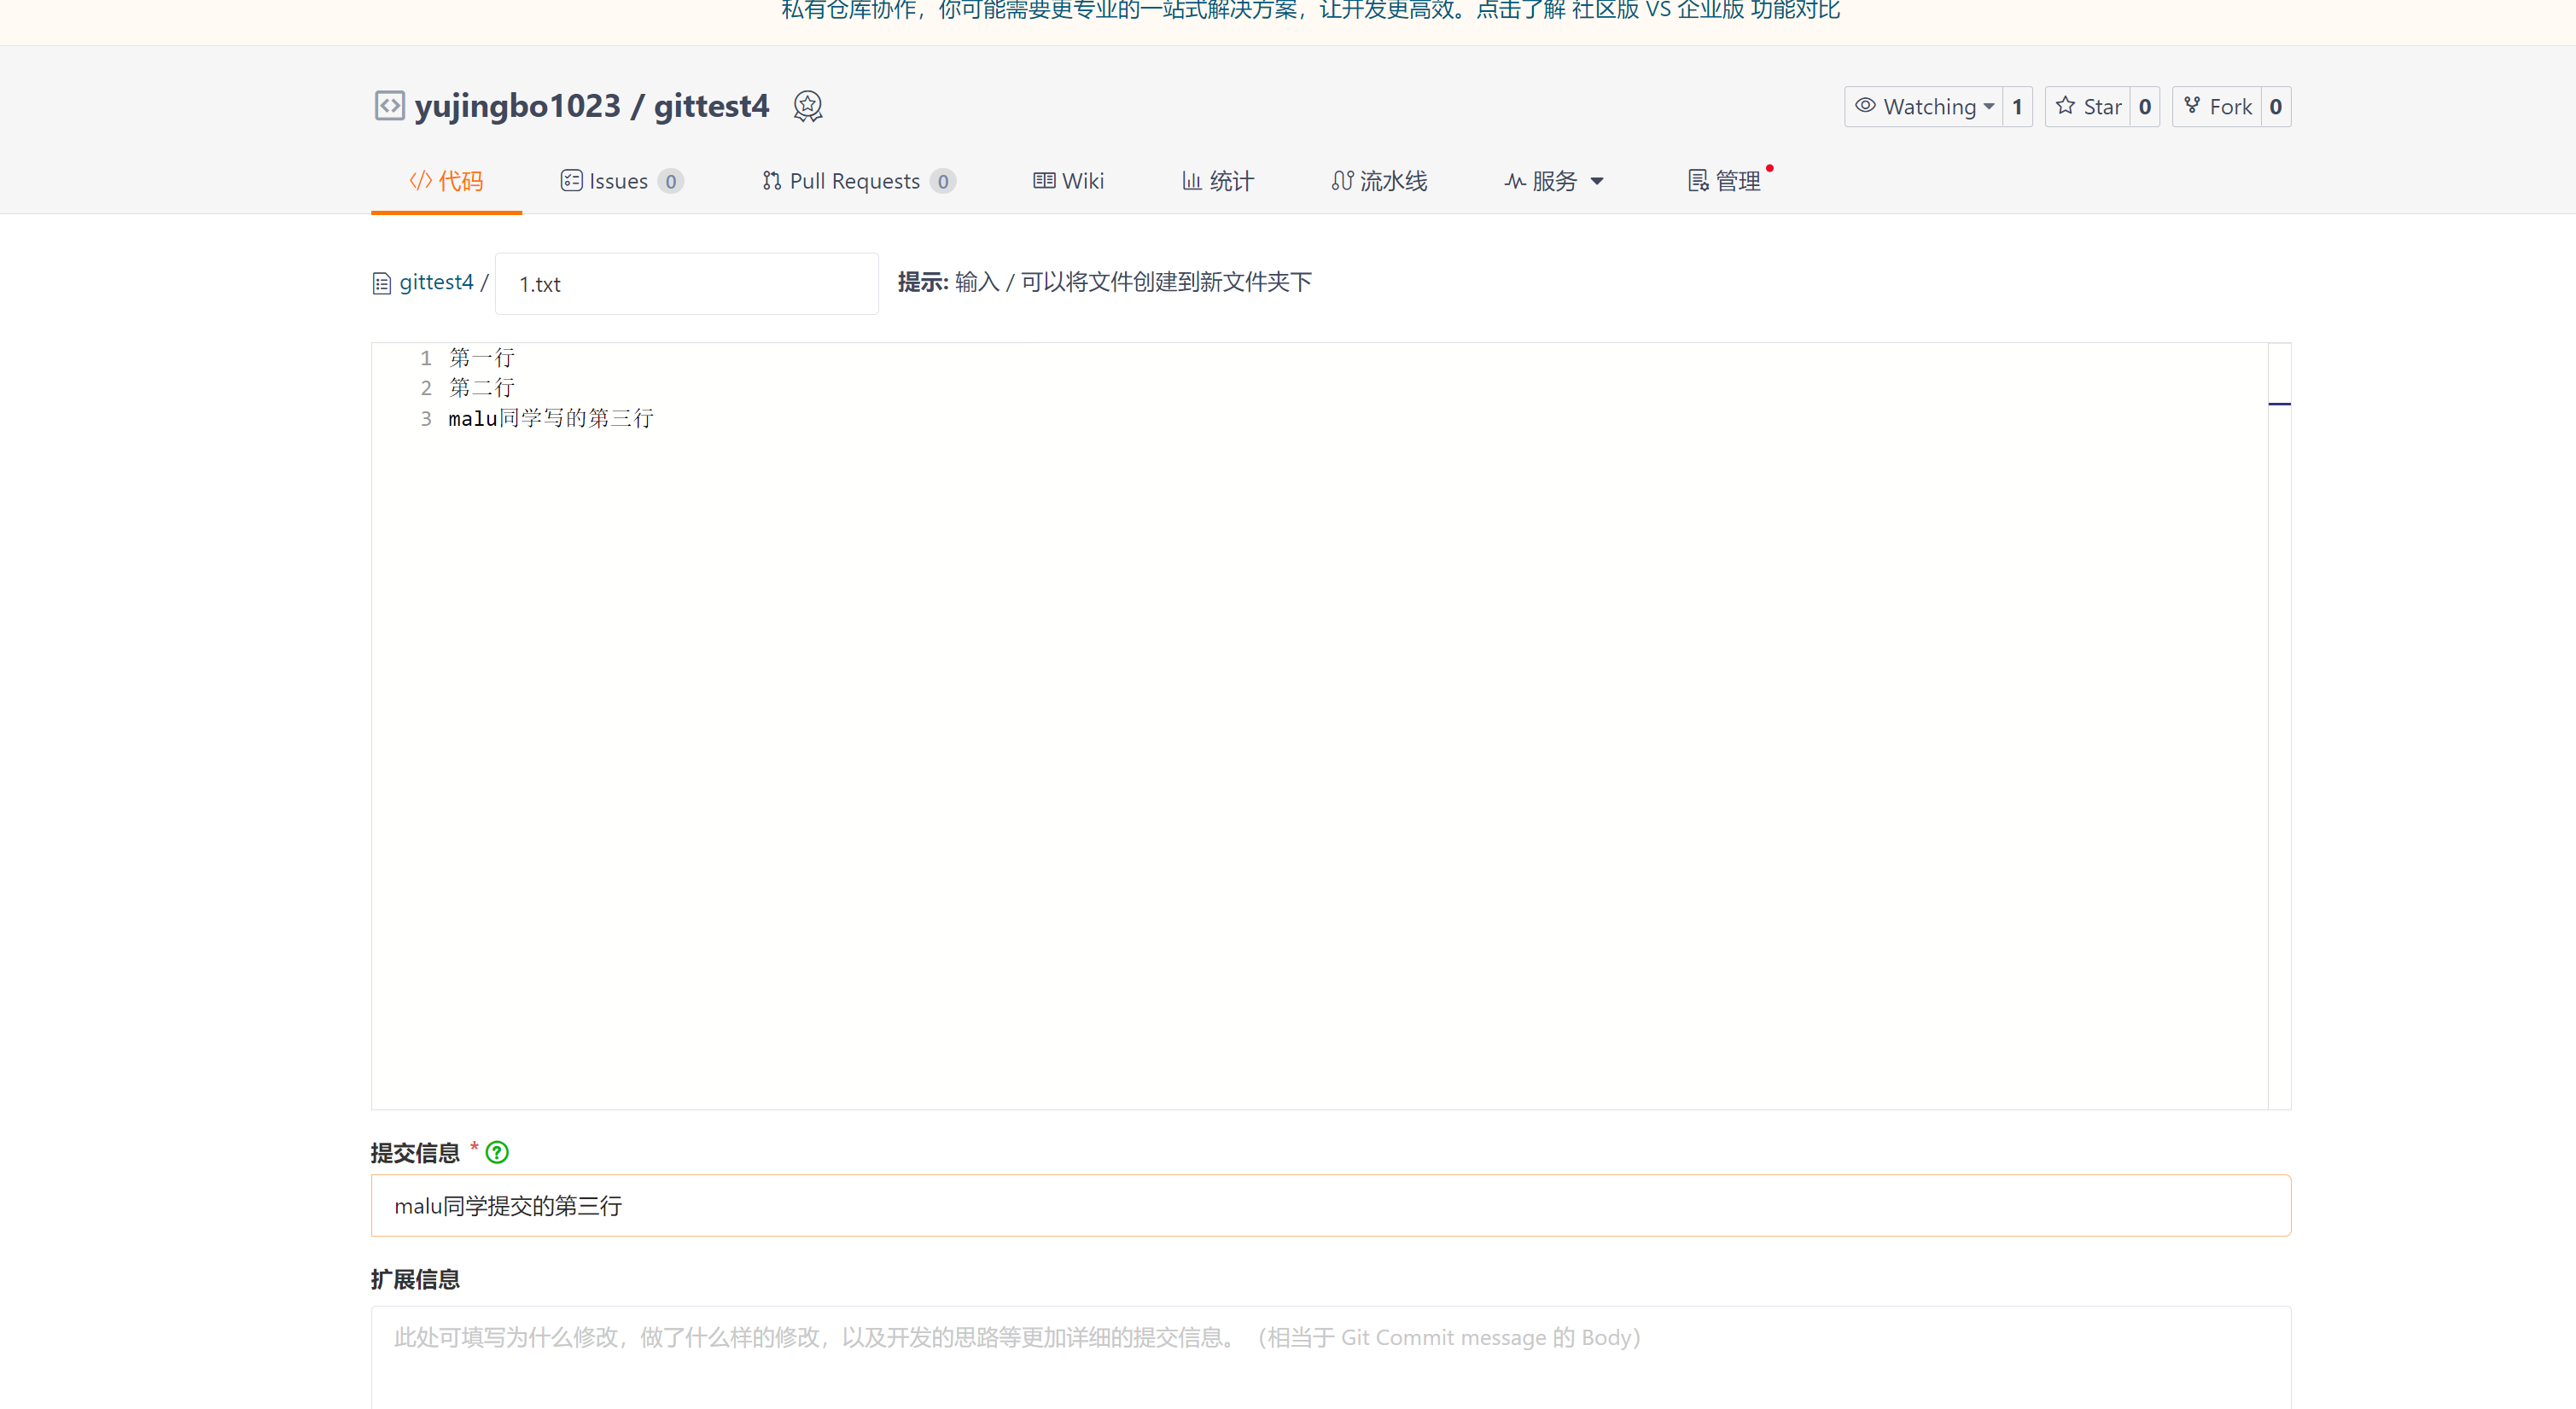 私有仓库协作，你可能需要更专业的一站式解决方案，让开发更高效。点击了解 社区版 VS 企业版 功能对比
yujingbo1023 / gittest4
Watching 1 Star 0 Fork 0
代码 Issues 0 Pull Requests 0 Wiki 统计 流水线 服务 管理
gittest4 / 1.txt 提示: 输入 / 可以将文件创建到新文件夹下
1 第一行
2 第二行
3 malu同学写的第三行
提交信息 * ?
malu同学提交的第三行
扩展信息
此处可填写为什么修改，做了什么样的修改，以及开发的思路等更加详细的提交信息。（相当于 Git Commit message 的 Body）